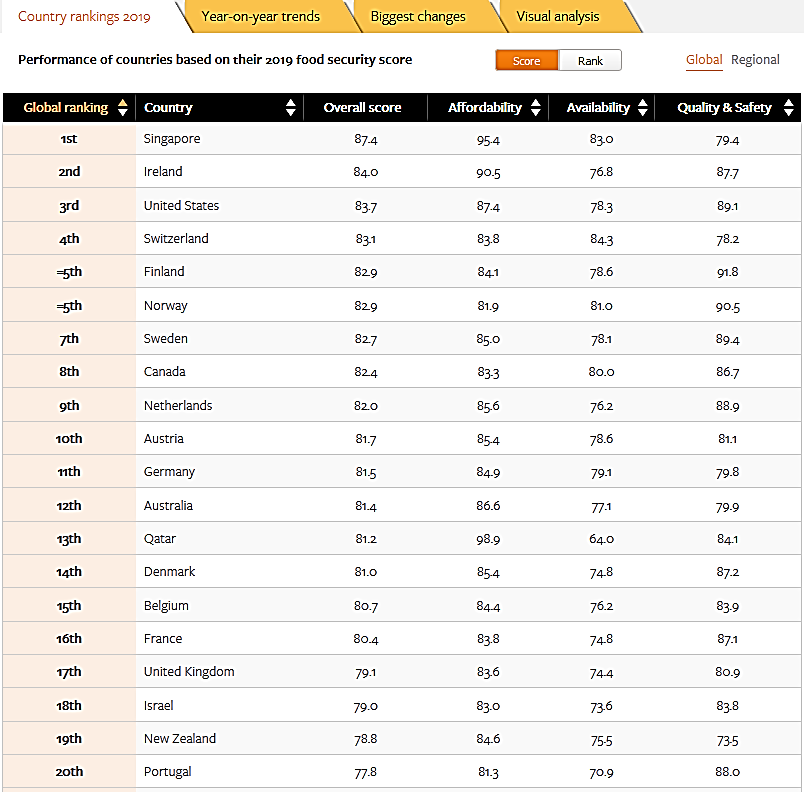 Country rankings 2019 Year-on-year trends Biggest changes Visual analysis
Performance of countries based on their 2019 food security score Score Rank Global Regional
Global ranking Country Overall score Affordability Availability Quality & Safety
1st Singapore 87.4 95.4 83.0 79.4
2nd Ireland 84.0 90.5 76.8 87.7
3rd United States 83.7 87.4 78.3 89.1
4th Switzerland 83.1 83.8 84.3 78.2
=5th Finland 82.9 84.1 78.6 91.8
=5th Norway 82.9 81.9 81.0 90.5
7th Sweden 82.7 85.0 78.1 89.4
8th Canada 82.4 83.3 80.0 86.7
9th Netherlands 82.0 85.6 76.2 88.9
10th Austria 81.7 85.4 78.6 81.1
11th Germany 81.5 84.9 79.1 79.8
12th Australia 81.4 86.6 77.1 79.9
13th Qatar 81.2 98.9 64.0 84.1
14th Denmark 81.0 85.4 74.8 87.2
15th Belgium 80.7 84.4 76.2 83.9
16th France 80.4 83.8 74.8 87.1
17th United Kingdom 79.1 83.6 74.4 80.9
18th Israel 79.0 83.0 73.6 83.8
19th New Zealand 78.8 84.6 75.5 73.5
20th Portugal 77.8 81.3 70.9 88.0